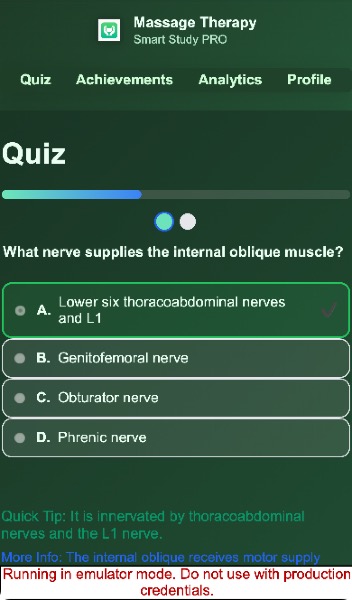 Massage Therapy
Smart Study PRO
Quiz Achievements Analytics Profile
Quiz
What nerve supplies the internal oblique muscle?
A. Lower six thoracoabdominal nerves
and L1
B. Genitofemoral nerve
C. Obturator nerve
D. Phrenic nerve
Quick Tip: It is innervated by thoracoabdominal
nerves and the L1 nerve.
More Info: The internal oblique receives motor supply
Running in emulator mode. Do not use with production
credentials.